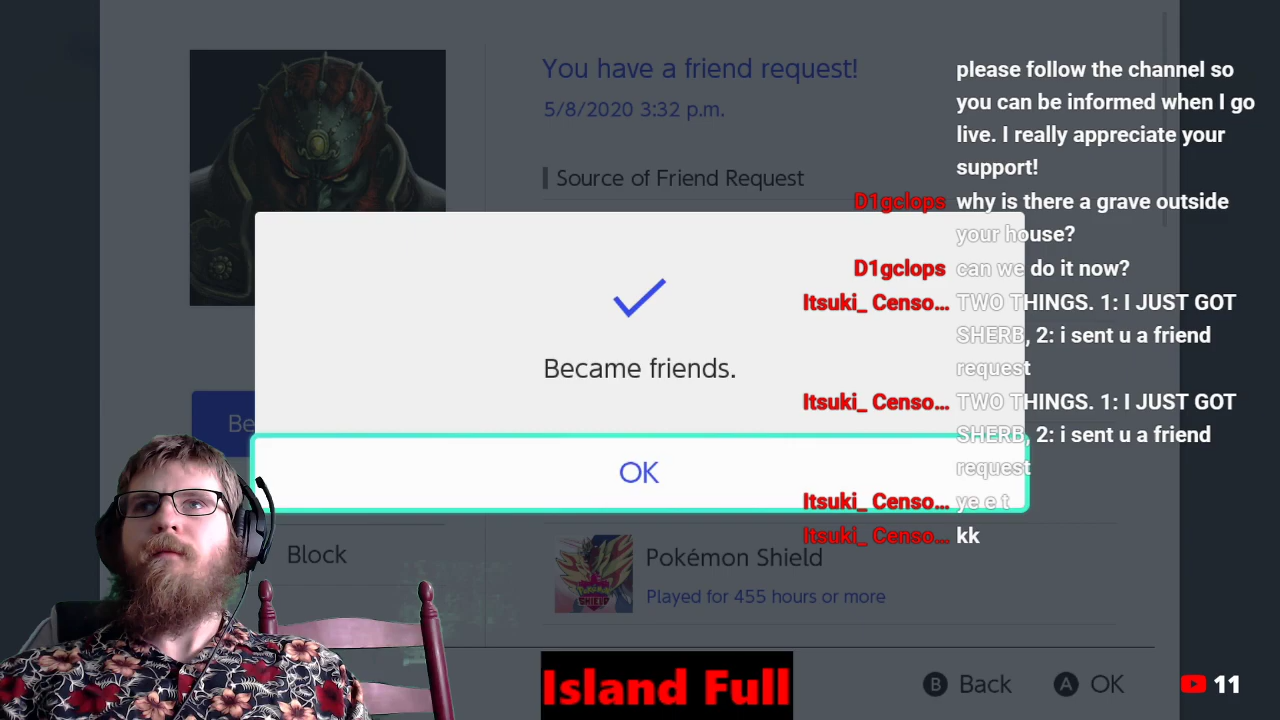 You have a friend request!
5/8/2020 3:32 p.m.
Source of Friend Request
Became friends.
Be
OK
Block
Pokémon Shield
SHIELD
Played for 455 hours or more
B Back
A OK
Island Full
please follow the channel so
you can be informed when I go
live. I really appreciate your
support!
D1gclops why is there a grave outside
your house?
D1gclops can we do it now?
Itsuki_ Censo... TWO THINGS. 1: I JUST GOT
SHERB, 2: i sent u a friend
request
Itsuki_ Censo... TWO THINGS. 1: I JUST GOT
SHERB, 2: i sent u a friend
request
Itsuki_ Censo... ye e t
Itsuki_ Censo... kk
11